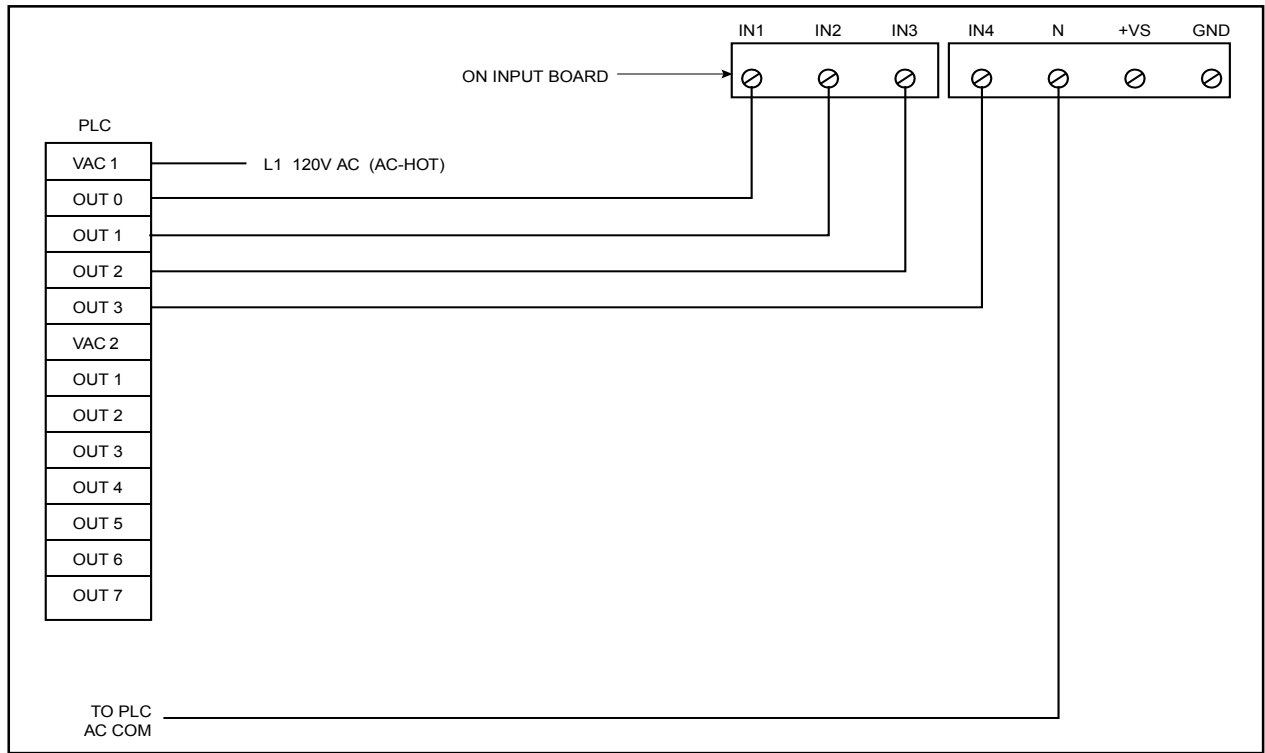 IN1 IN2 IN3 IN4 N +VS GND
ON INPUT BOARD
PLC
VAC 1
L1 120V AC (AC-HOT)
OUT 0
OUT 1
OUT 2
OUT 3
VAC 2
OUT 1
OUT 2
OUT 3
OUT 4
OUT 5
OUT 6
OUT 7
TO PLC
AC COM